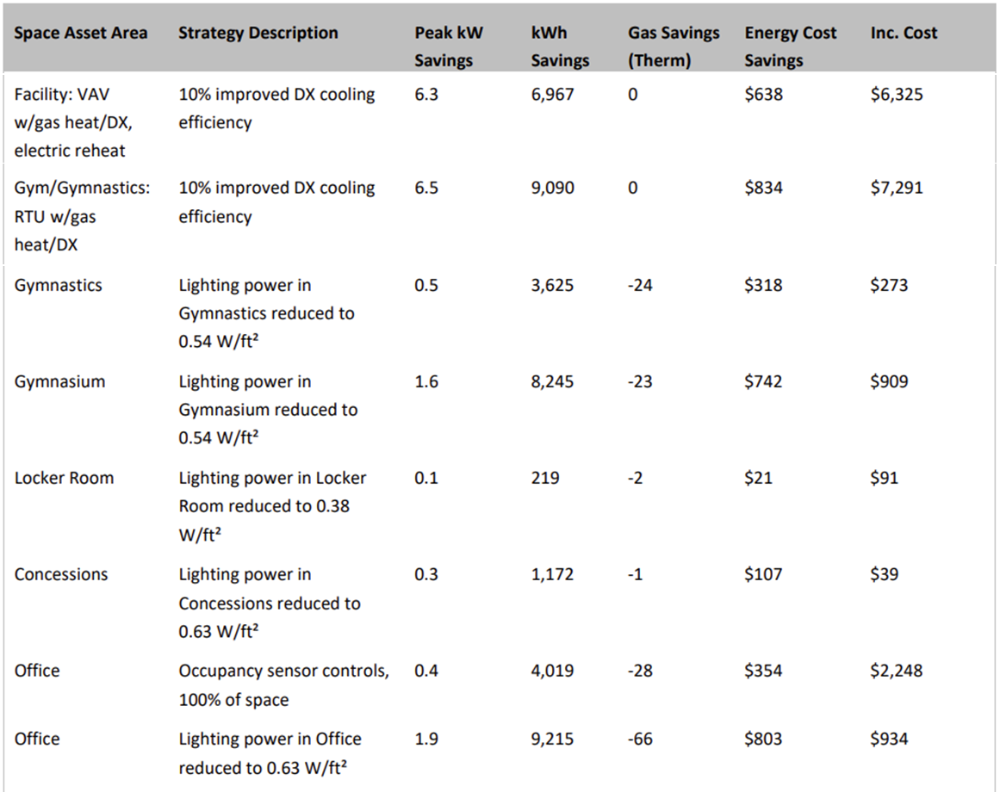 Space Asset Area Strategy Description Peak kW Savings kWh Savings Gas Savings (Therm) Energy Cost Savings Inc. Cost
Facility: VAV w/gas heat/DX, electric reheat 10% improved DX cooling efficiency 6.3 6,967 0 $638 $6,325
Gym/Gymnastics: RTU w/gas heat/DX 10% improved DX cooling efficiency 6.5 9,090 0 $834 $7,291
Gymnastics Lighting power in Gymnastics reduced to 0.54 W/ft² 0.5 3,625 -24 $318 $273
Gymnasium Lighting power in Gymnasium reduced to 0.54 W/ft² 1.6 8,245 -23 $742 $909
Locker Room Lighting power in Locker Room reduced to 0.38 W/ft² 0.1 219 -2 $21 $91
Concessions Lighting power in Concessions reduced to 0.63 W/ft² 0.3 1,172 -1 $107 $39
Office Occupancy sensor controls, 100% of space 0.4 4,019 -28 $354 $2,248
Office Lighting power in Office reduced to 0.63 W/ft² 1.9 9,215 -66 $803 $934